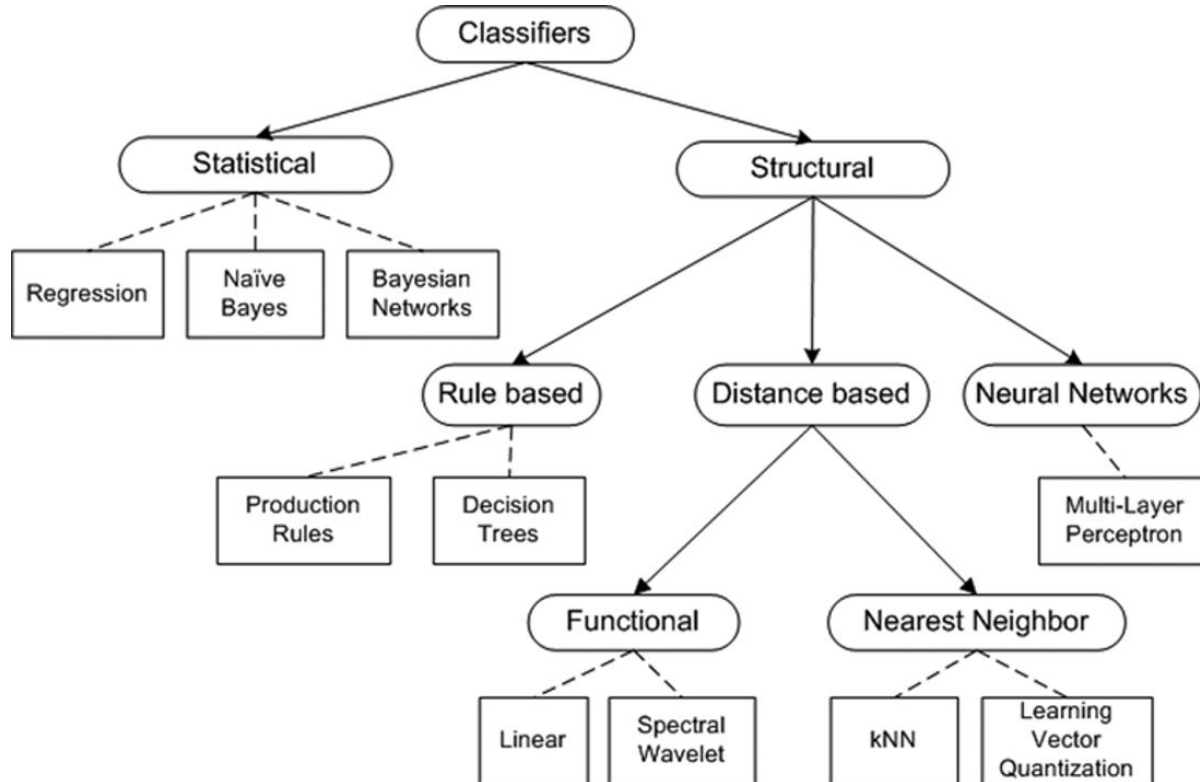 Classifiers
Statistical
Structural
Regression
Naïve
Bayes
Bayesian
Networks
Rule based
Distance based
Neural Networks
Production
Rules
Decision
Trees
Multi-Layer
Perceptron
Functional
Nearest Neighbor
Linear
Spectral
Wavelet
kNN
Learning
Vector
Quantization